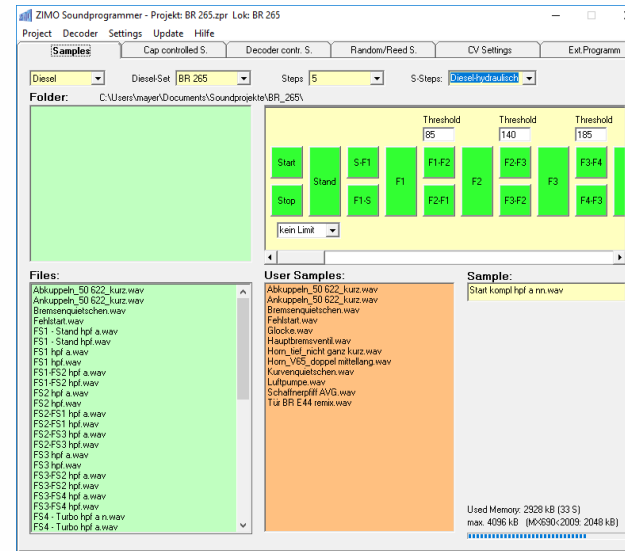 ZIMO Soundprogrammer - Projekt: BR 265.zpr Lok: BR 265
Project Decoder Settings Update Hilfe
Samples Cap controlled S. Decoder contr. S. Random/Reed S. CV Settings Ext.Programm
Diesel Diesel-Set BR 265 Steps 5 S-Steps: Diesel-hydraulisch
Folder: C:\Users\mayer\Documents\Soundprojekte\BR_265\
Threshold Threshold Threshold
85 140 185
Start S-F1 F1-F2 F2-F3 F3-F4
Stand F1 F2 F3
Stop F1-S F2-F1 F3-F2 F4-F3
kein Limit
Files:
Abkuppeln_50 622_kurz.wav
Ankuppeln_50 622_kurz.wav
Bremsenquietschen.wav
Fehlstart.wav
FS1 - Stand hpf a.wav
FS1 - Stand hpf.wav
FS1 hpf a.wav
FS1 hpf.wav
FS1-FS2 hpf a.wav
FS1-FS2 hpf.wav
FS2 hpf a.wav
FS2 hpf.wav
FS2-FS1 hpf a.wav
FS2-FS1 hpf.wav
FS2-FS3 hpf a.wav
FS2-FS3 hpf.wav
FS3 hpf a.wav
FS3 hpf.wav
FS3-FS2 hpf a.wav
FS3-FS2 hpf.wav
FS3-FS4 hpf a.wav
FS3-FS4 hpf.wav
FS4 - Turbo hpf a n.wav
FS4 - Turbo hpf a.wav
User Samples:
Abkuppeln_50 622_kurz.wav
Ankuppeln_50 622_kurz.wav
Bremsenquietschen.wav
Fehlstart.wav
Glocke.wav
Hauptbremsventil.wav
Horn_tief_nicht ganz kurz.wav
Horn_V65_doppel mittellang.wav
Kurvenquietschen.wav
Luftpumpe.wav
Schaffnerpfiff AVG.wav
Tür BR E44 remix.wav
Sample:
Start kompl hpf a nn.wav
Used Memory: 2928 kB (33 S)
max. 4096 kB (MX690<2009: 2048 kB)